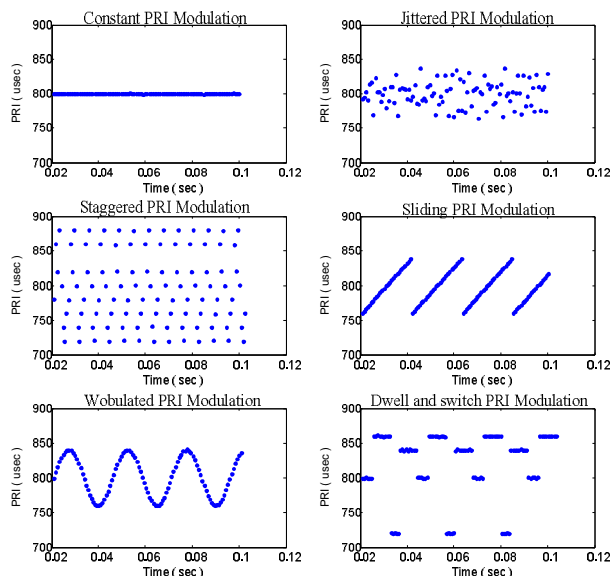 Constant PRI Modulation
900
850
800
750
700
PRI ( usec)
0.02 0.04 0.06 0.08 0.1 0.12
Time ( sec)
Jittered PRI Modulation
900
850
800
750
700
PRI ( usec)
0.02 0.04 0.06 0.08 0.1 0.12
Time ( sec)
Staggered PRI Modulation
900
850
800
750
700
PRI ( usec)
0.02 0.04 0.06 0.08 0.1 0.12
Time ( sec)
Sliding PRI Modulation
900
850
800
750
700
PRI ( usec)
0.02 0.04 0.06 0.08 0.1 0.12
Time ( sec)
Wobulated PRI Modulation
900
850
800
750
700
PRI ( usec)
0.02 0.04 0.06 0.08 0.1 0.12
Time ( sec)
Dwell and switch PRI Modulation
900
850
800
750
700
PRI ( usec)
0.02 0.04 0.06 0.08 0.1 0.12
Time ( sec)